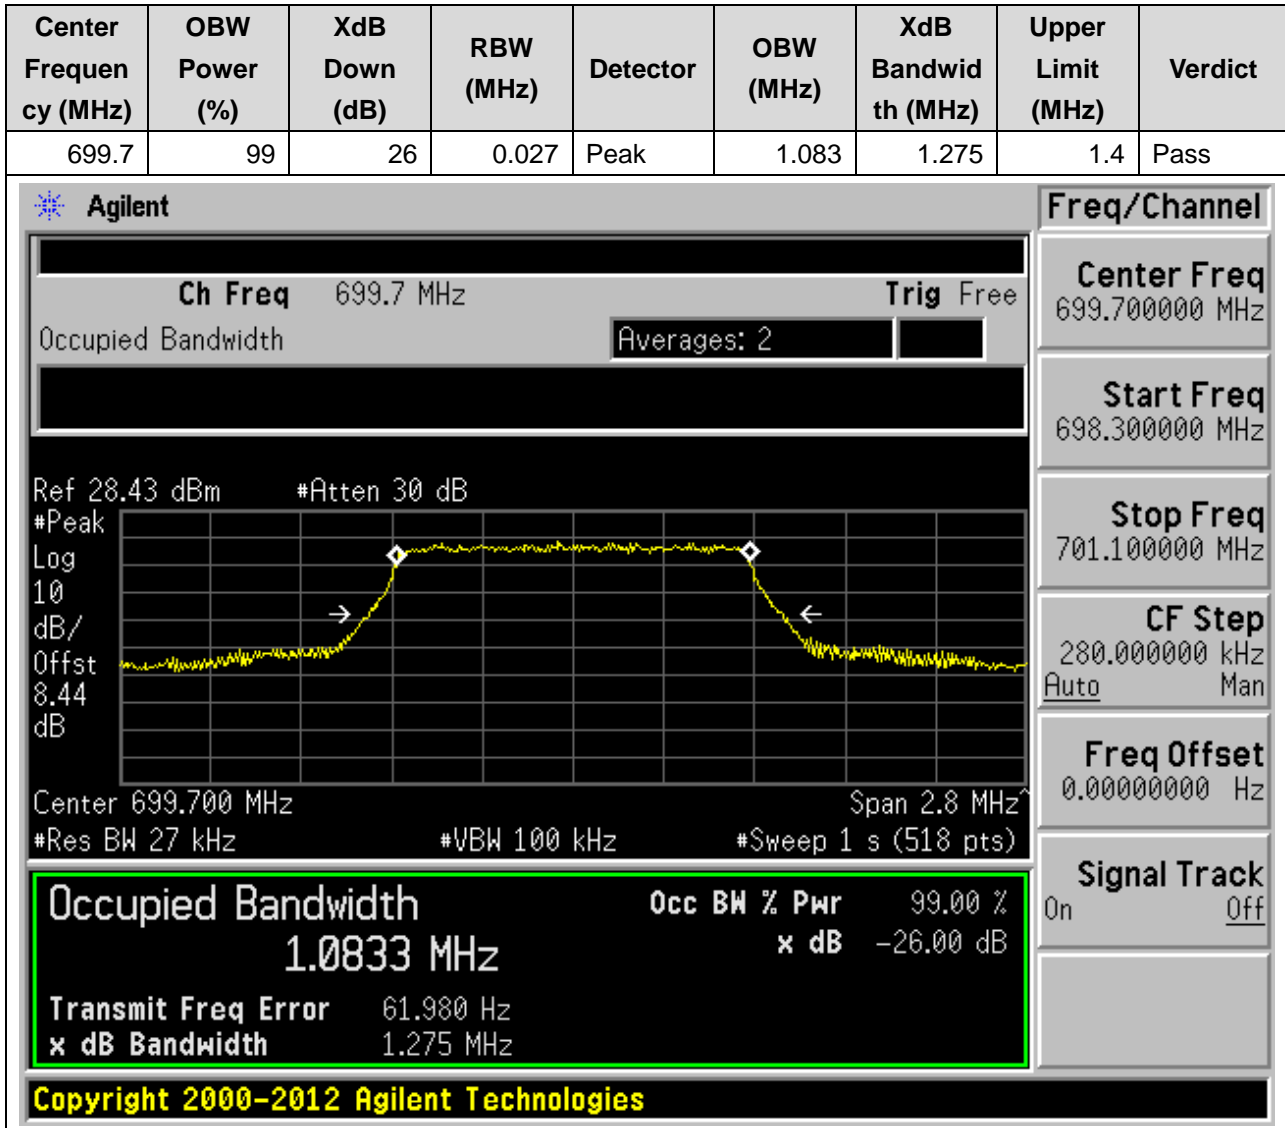 Center Frequen cy (MHz) OBW Power (%) XdB Down (dB) RBW (MHz) Detector OBW (MHz) XdB Bandwid th (MHz) Upper Limit (MHz) Verdict
699.7 99 26 0.027 Peak 1.083 1.275 1.4 Pass
Agilent
Ch Freq 699.7 MHz Trig Free
Occupied Bandwidth Averages: 2
Ref 28.43 dBm #Atten 30 dB
#Peak
Log
10
dB/
Offst
8.44
dB
Center 699.700 MHz Span 2.8 MHz^
#Res BW 27 kHz #VBW 100 kHz #Sweep 1 s (518 pts)
Occupied Bandwidth Occ BW % Pwr 99.00 %
1.0833 MHz x dB -26.00 dB
Transmit Freq Error 61.980 Hz
x dB Bandwidth 1.275 MHz
Copyright 2000-2012 Agilent Technologies
Freq/Channel
Center Freq
699.700000 MHz
Start Freq
698.300000 MHz
Stop Freq
701.100000 MHz
CF Step
280.000000 kHz
Auto Man
Freq Offset
0.00000000 Hz
Signal Track
On Off